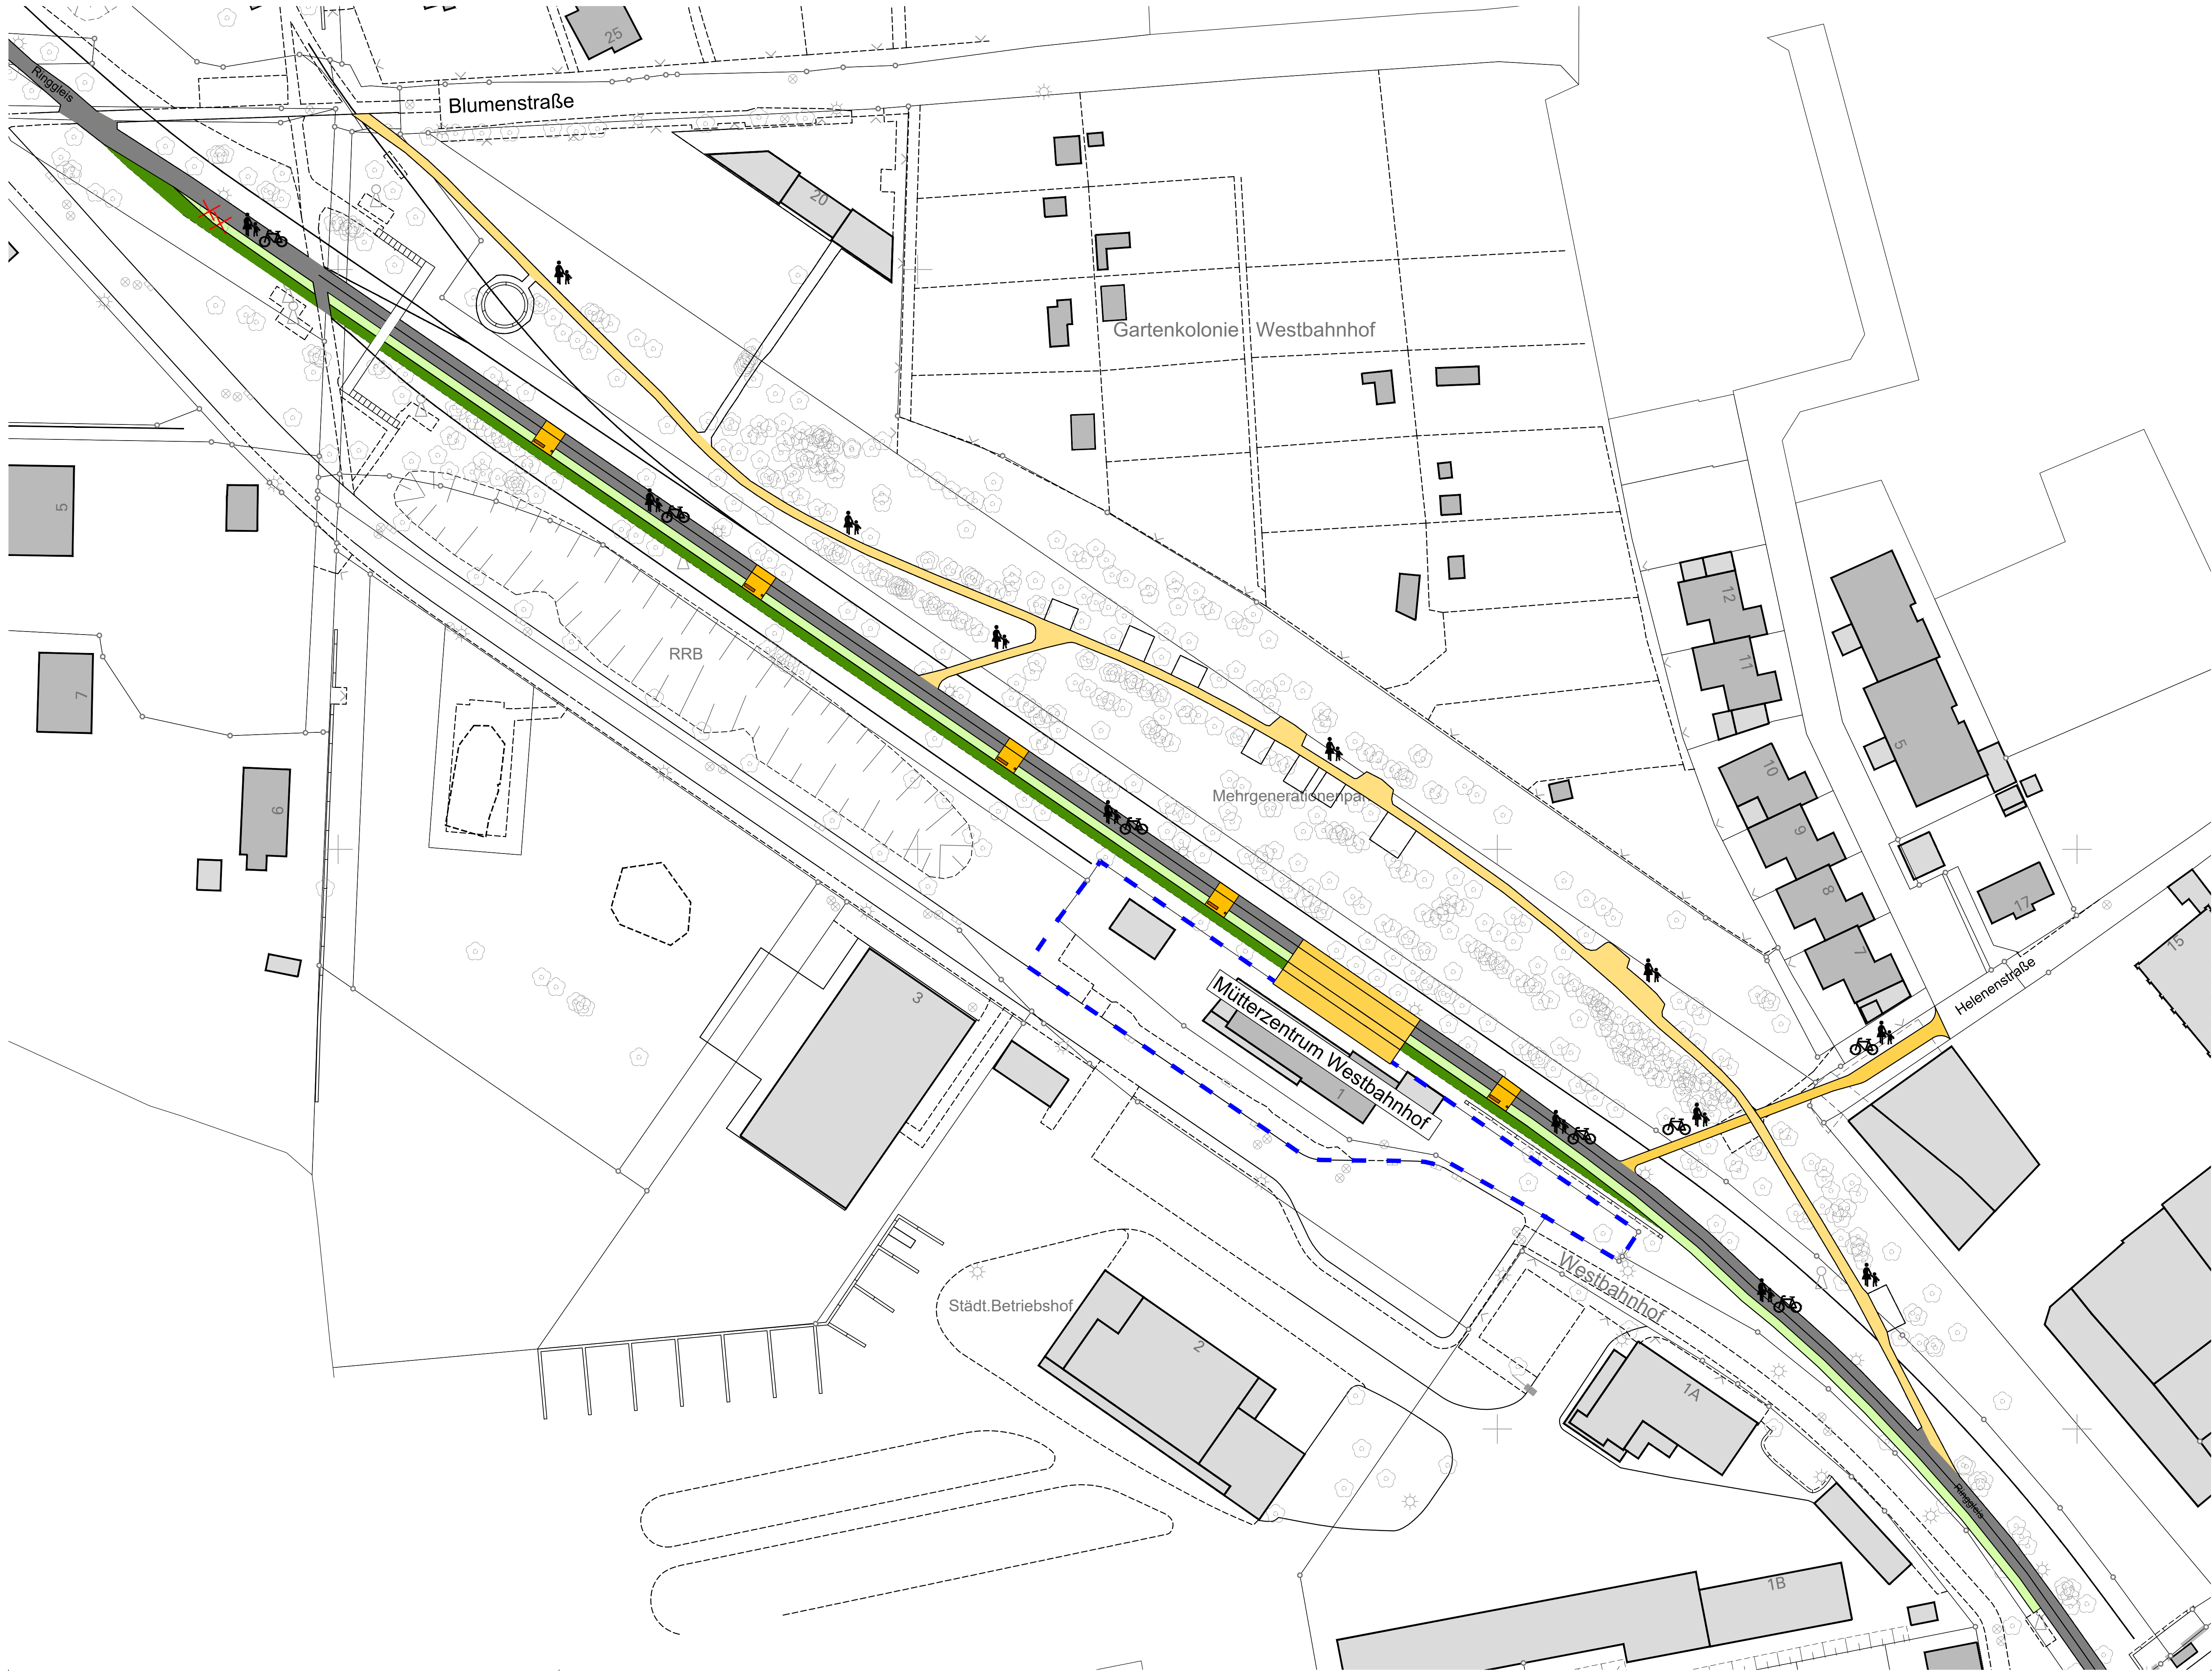 25
Ringgleis
Blumenstraße
20
Gartenkolonie Westbahnhof
5
12
11
RRB
7
5
10
Mehrgenerationenpar
6
9
8
17
7
15
Helenenstraße
3
Mütterzentrum Westbahnhof
1
Westbahnhof
Städt.Betriebshof
2
1A
Ringgleis
1B